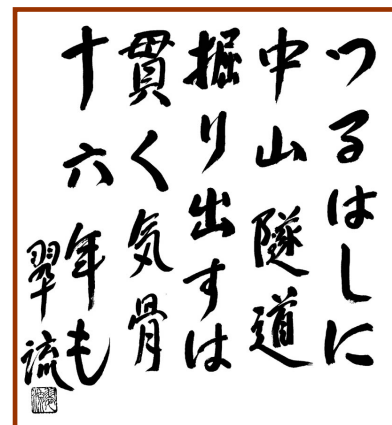 つるはしに
中山隧道
掘り出すは
貫く気骨
十六年も
翠流